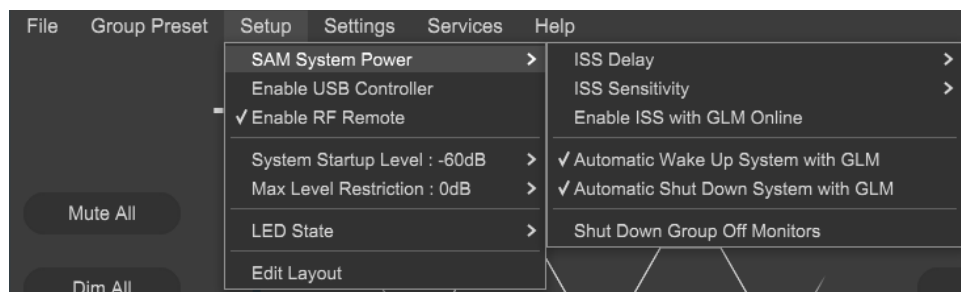 File Group Preset Setup Settings Services Help
SAM System Power
Enable USB Controller
✓ Enable RF Remote
System Startup Level : -60dB
Max Level Restriction : 0dB
LED State
Edit Layout
ISS Delay
ISS Sensitivity
Enable ISS with GLM Online
✓ Automatic Wake Up System with GLM
✓ Automatic Shut Down System with GLM
Shut Down Group Off Monitors
Mute All
Dim All